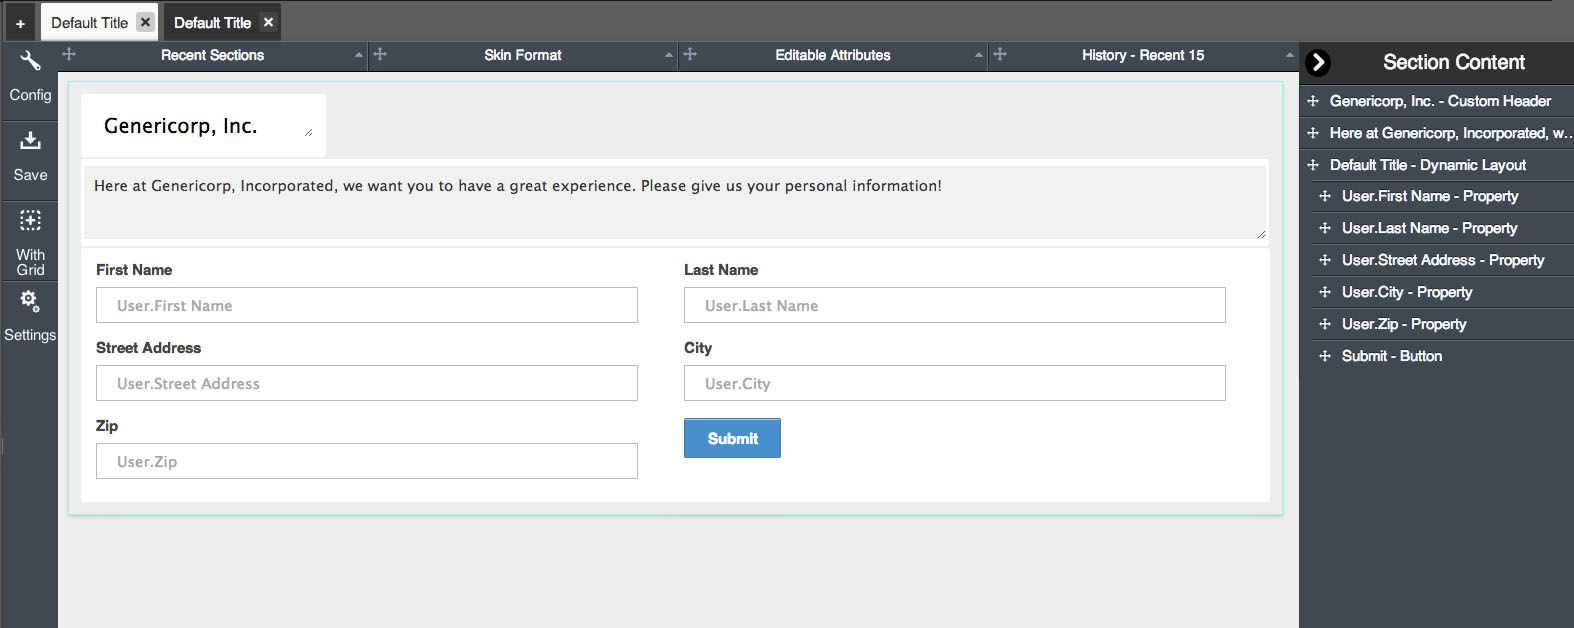 + Default Title x Default Title x
Config
Save
With
Grid
Settings
Recent Sections Skin Format Editable Attributes History - Recent 15
Genericorp, Inc.
Here at Genericorp, Incorporated, we want you to have a great experience. Please give us your personal information!
First Name Last Name
User.First Name User.Last Name
Street Address City
User.Street Address User.City
Zip
Submit
User.Zip
Section Content
Genericorp, Inc. - Custom Header
Here at Genericorp, Incorporated, w...
Default Title - Dynamic Layout
User.First Name - Property
User.Last Name - Property
User.Street Address - Property
User.City - Property
User.Zip - Property
Submit - Button